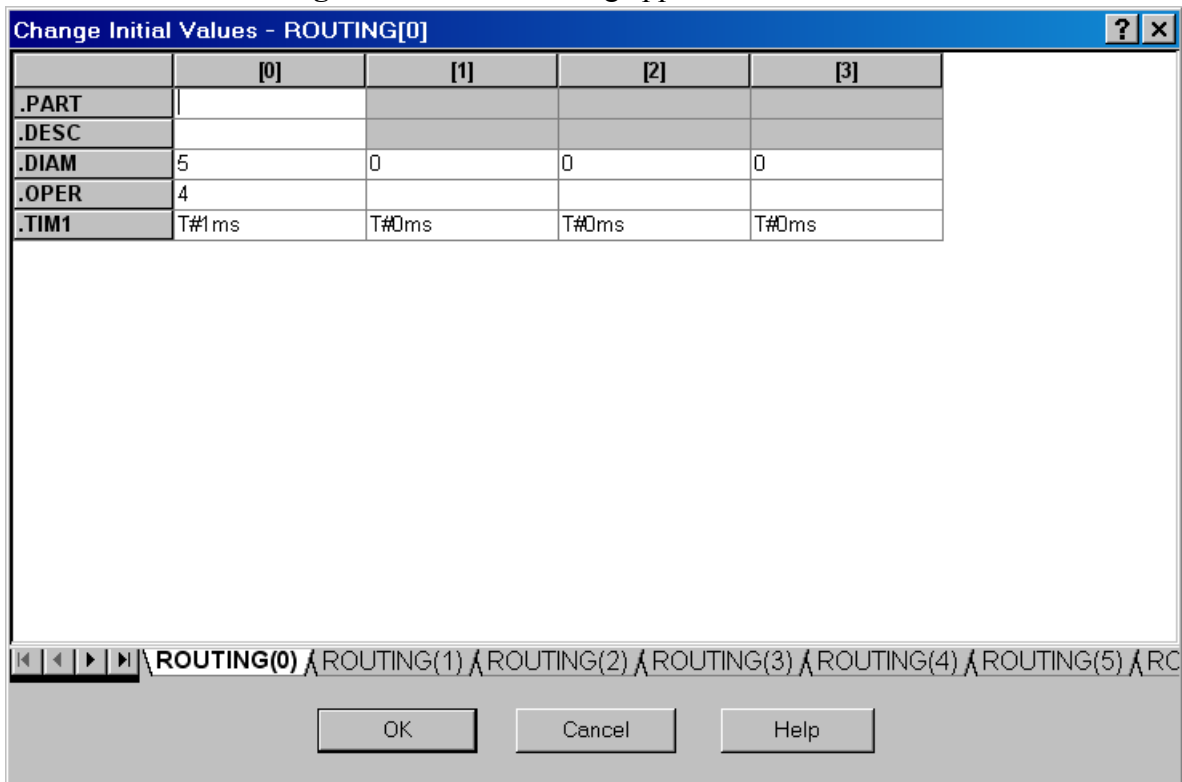 Change Initial Values - ROUTING[0] ? ×
[0] [1] [2] [3]
.PART
.DESC
.DIAM 5 0 0 0
.OPER 4
.TIM1 T#1ms T#0ms T#0ms T#0ms
ROUTING(0) ROUTING(1) ROUTING(2) ROUTING(3) ROUTING(4) ROUTING(5) RO
OK Cancel Help